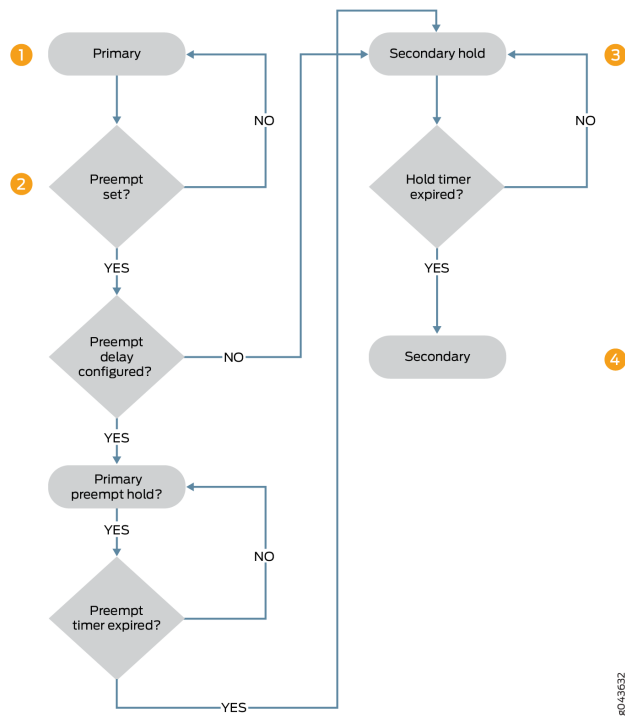 1
Primary
NO
2
Preempt
set?
YES
Preempt
delay
configured?
NO
YES
Primary
preempt hold?
YES
NO
Preempt
timer expired?
YES
Secondary hold
3
NO
Hold timer
expired?
YES
Secondary
4
g043632